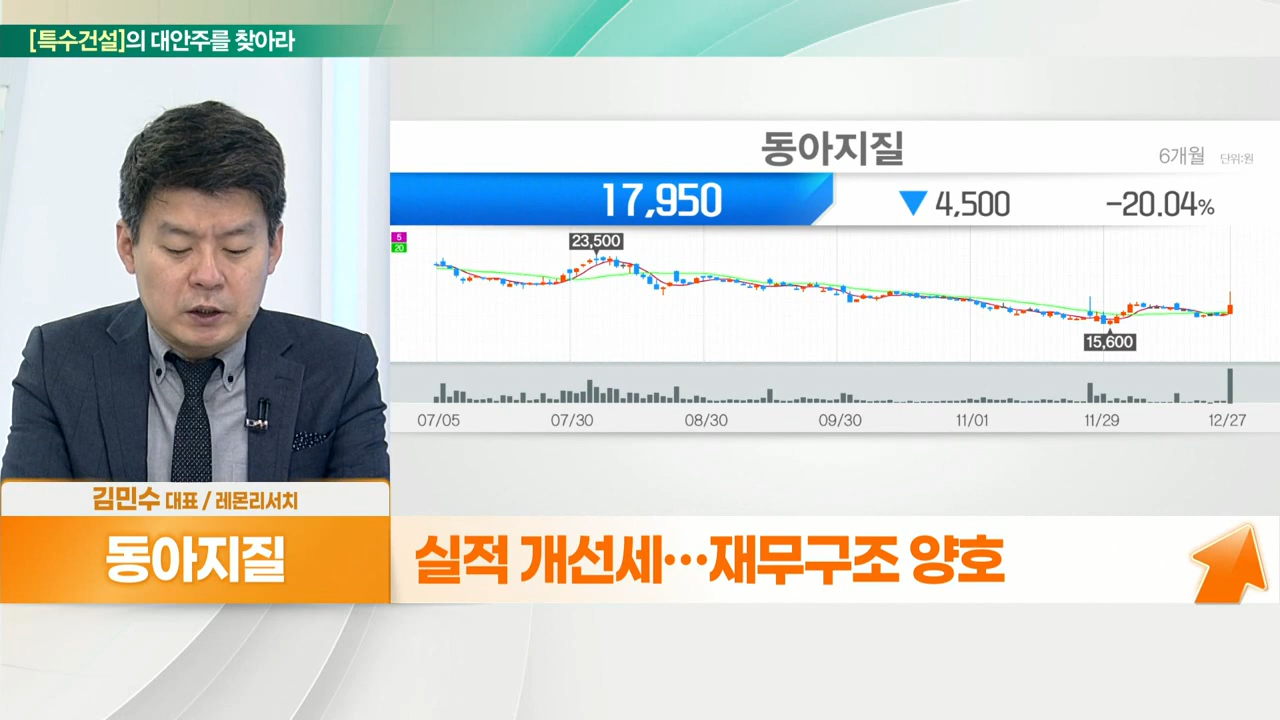 [특수건설]의 대안주를 찾아라
동아지질
6개월 단위:원
17,950 ▼4,500 -20.04%
5
20
23,500
15,600
07/05 07/30 08/30 09/30 11/01 11/29 12/27
김민수 대표 / 레몬리서치
동아지질
실적 개선세…재무구조 양호